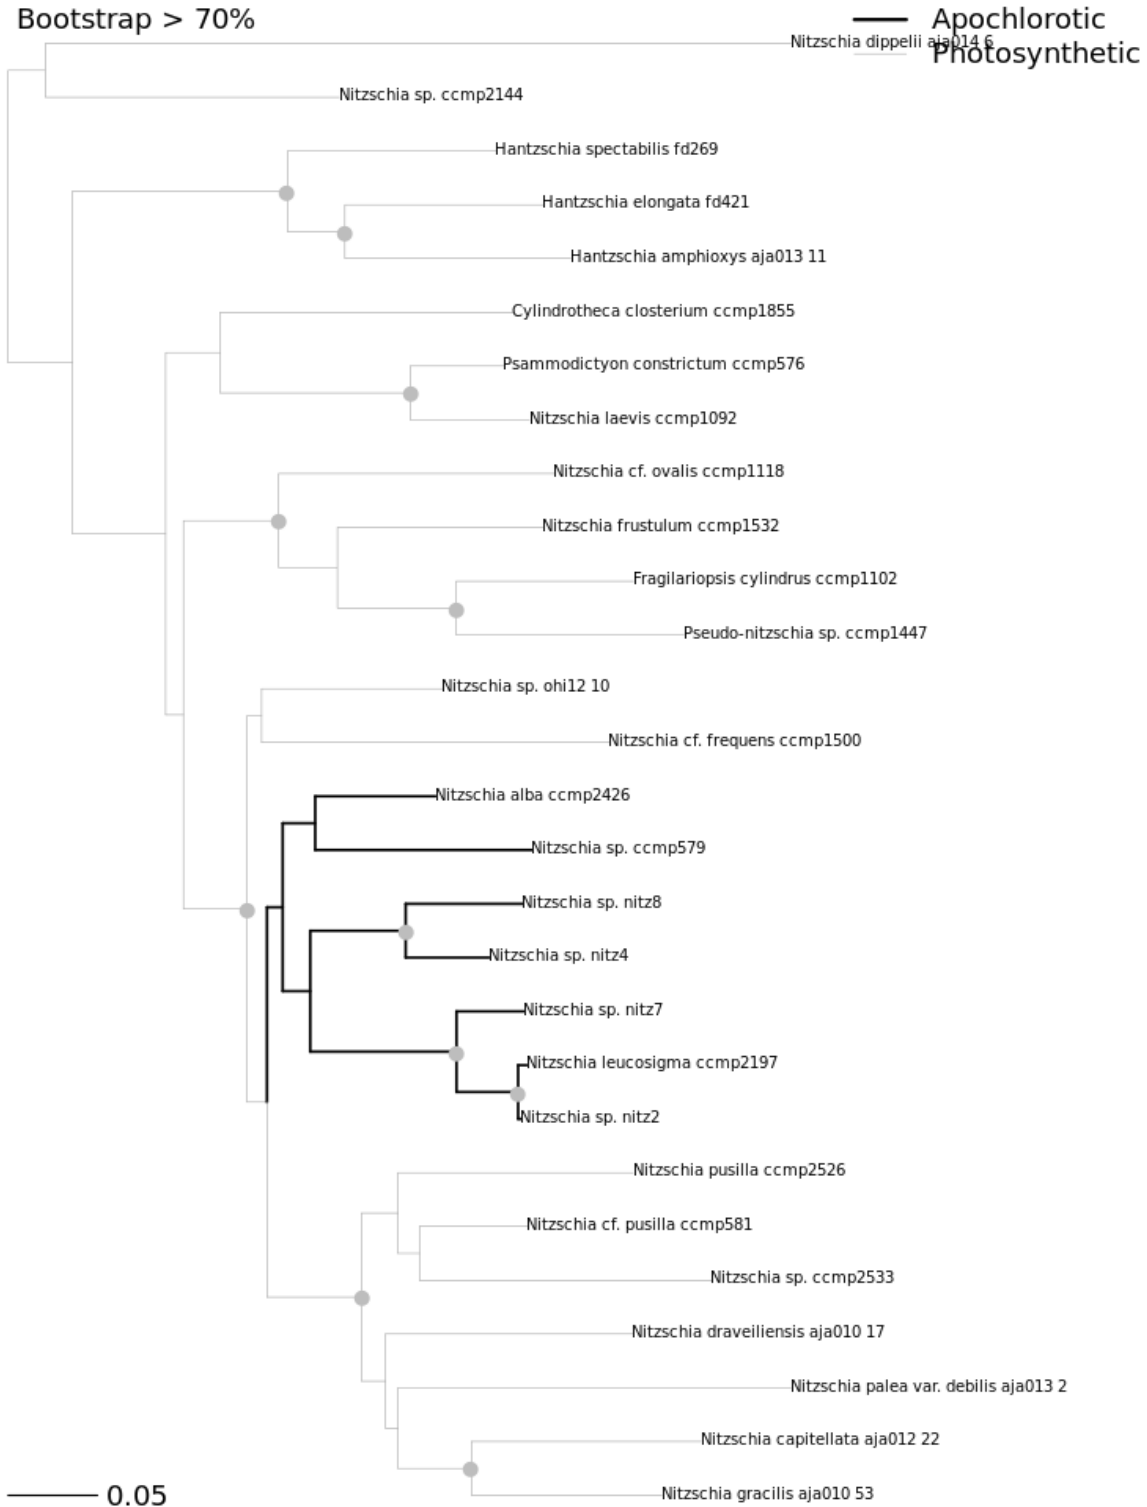 Bootstrap > 70%
Apochlorotic
Nitzschia dippelii aja014 6
Photosynthetic
Nitzschia sp. ccmp2144
Hantzschia spectabilis fd269
Hantzschia elongata fd421
Hantzschia amphioxys aja013 11
Cylindrotheca closterium ccmp1855
Psammodictyon constrictum ccmp576
Nitzschia laevis ccmp1092
Nitzschia cf. ovalis ccmp1118
Nitzschia frustulum ccmp1532
Fragilariopsis cylindrus ccmp1102
Pseudo-nitzschia sp. ccmp1447
Nitzschia sp. ohi12 10
Nitzschia cf. frequens ccmp1500
Nitzschia alba ccmp2426
Nitzschia sp. ccmp579
Nitzschia sp. nitz8
Nitzschia sp. nitz4
Nitzschia sp. nitz7
Nitzschia leucosigma ccmp2197
Nitzschia sp. nitz2
Nitzschia pusilla ccmp2526
Nitzschia cf. pusilla ccmp581
Nitzschia sp. ccmp2533
Nitzschia draveiliensis aja010 17
Nitzschia palea var. debilis aja013 2
Nitzschia capitellata aja012 22
Nitzschia gracilis aja010 53
0.05